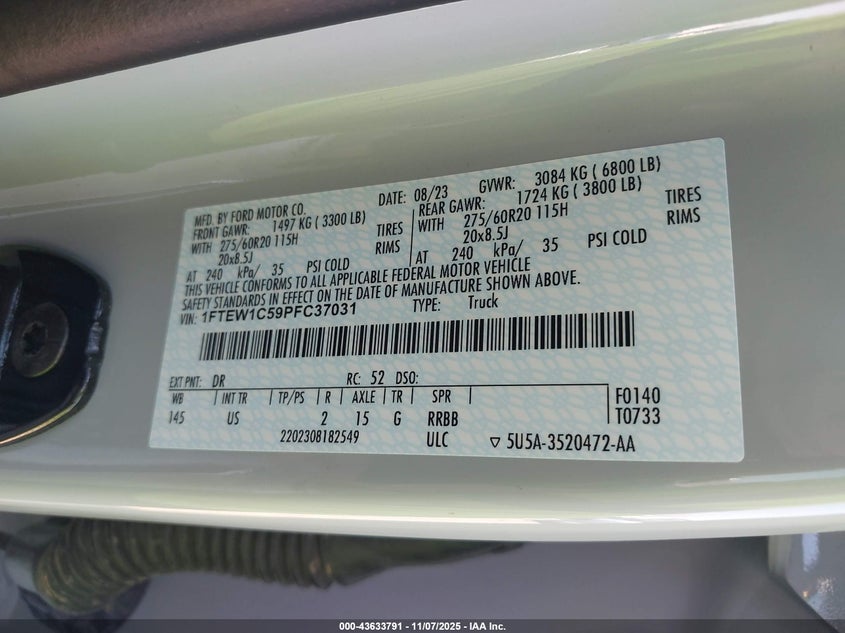 MFD. BY FORD MOTOR CO. DATE: 08/23 GVWR: 3084 KG ( 6800 LB)
FRONT GAWR: 1497 KG (3300 LB) REAR GAWR: 1724 KG ( 3800 LB)
WITH 275/60R20 115H TIRES WITH 275/60R20 115H TIRES
20x8.5J RIMS 20x8.5J RIMS
AT 240 kPa/ 35 PSI COLD AT 240 kPa/ 35 PSI COLD
THIS VEHICLE CONFORMS TO ALL APPLICABLE FEDERAL MOTOR VEHICLE
SAFETY STANDARDS IN EFFECT ON THE DATE OF MANUFACTURE SHOWN ABOVE.
VIN: 1FTEW1C59PFC37031 TYPE: Truck
EXT PNT: DR RC: 52 DSO:
WB INT TR TP/PS R AXLE TR SPR F0140
145 US 2 15 G RRBB T0733
2202308182549 ULC ▽ 5U5A-3520472-AA
000-43633791 - 11/07/2025 - IAA Inc.